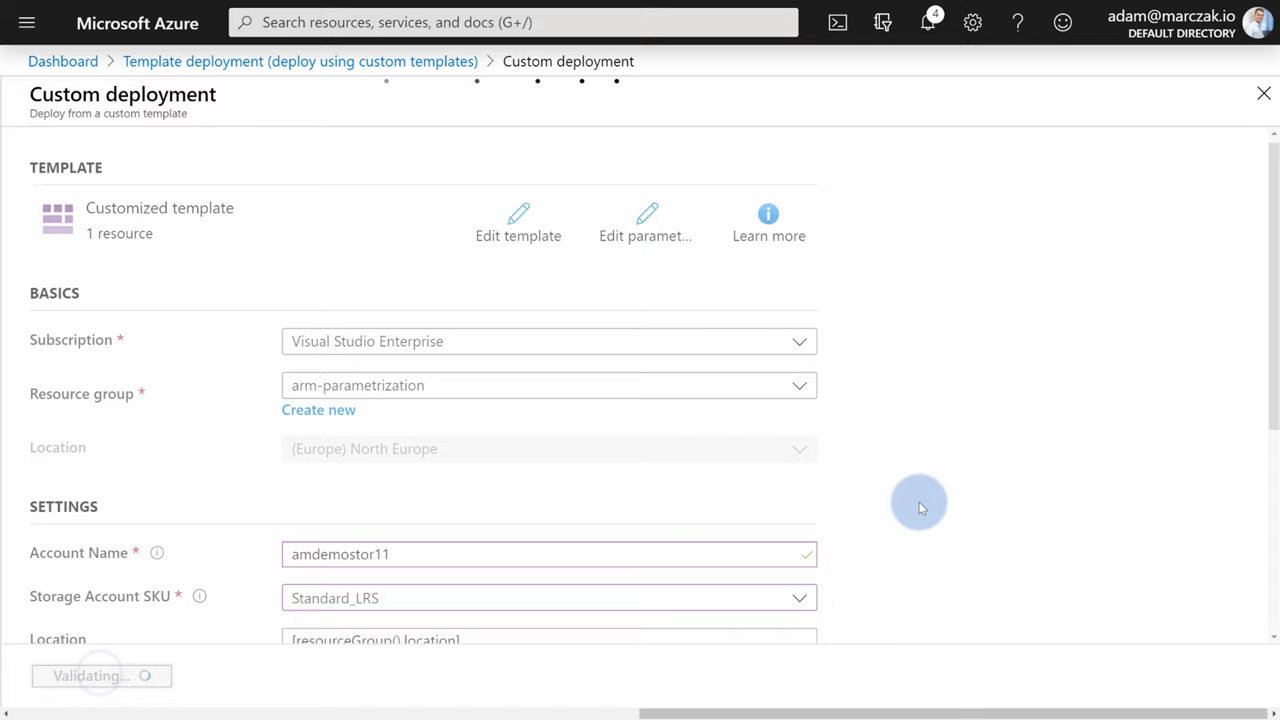 Microsoft Azure
Search resources, services, and docs (G+/)
4
adam@marczak.io
DEFAULT DIRECTORY
Dashboard > Template deployment (deploy using custom templates) > Custom deployment
Custom deployment
Deploy from a custom template
TEMPLATE
Customized template
1 resource
Edit template
Edit paramet...
Learn more
BASICS
Subscription *
Visual Studio Enterprise
Resource group *
arm-parametrization
Create new
Location
(Europe) North Europe
SETTINGS
Account Name *
amdemostor11
Storage Account SKU *
Standard_LRS
Location
[resourceGroup().location]
Validating...